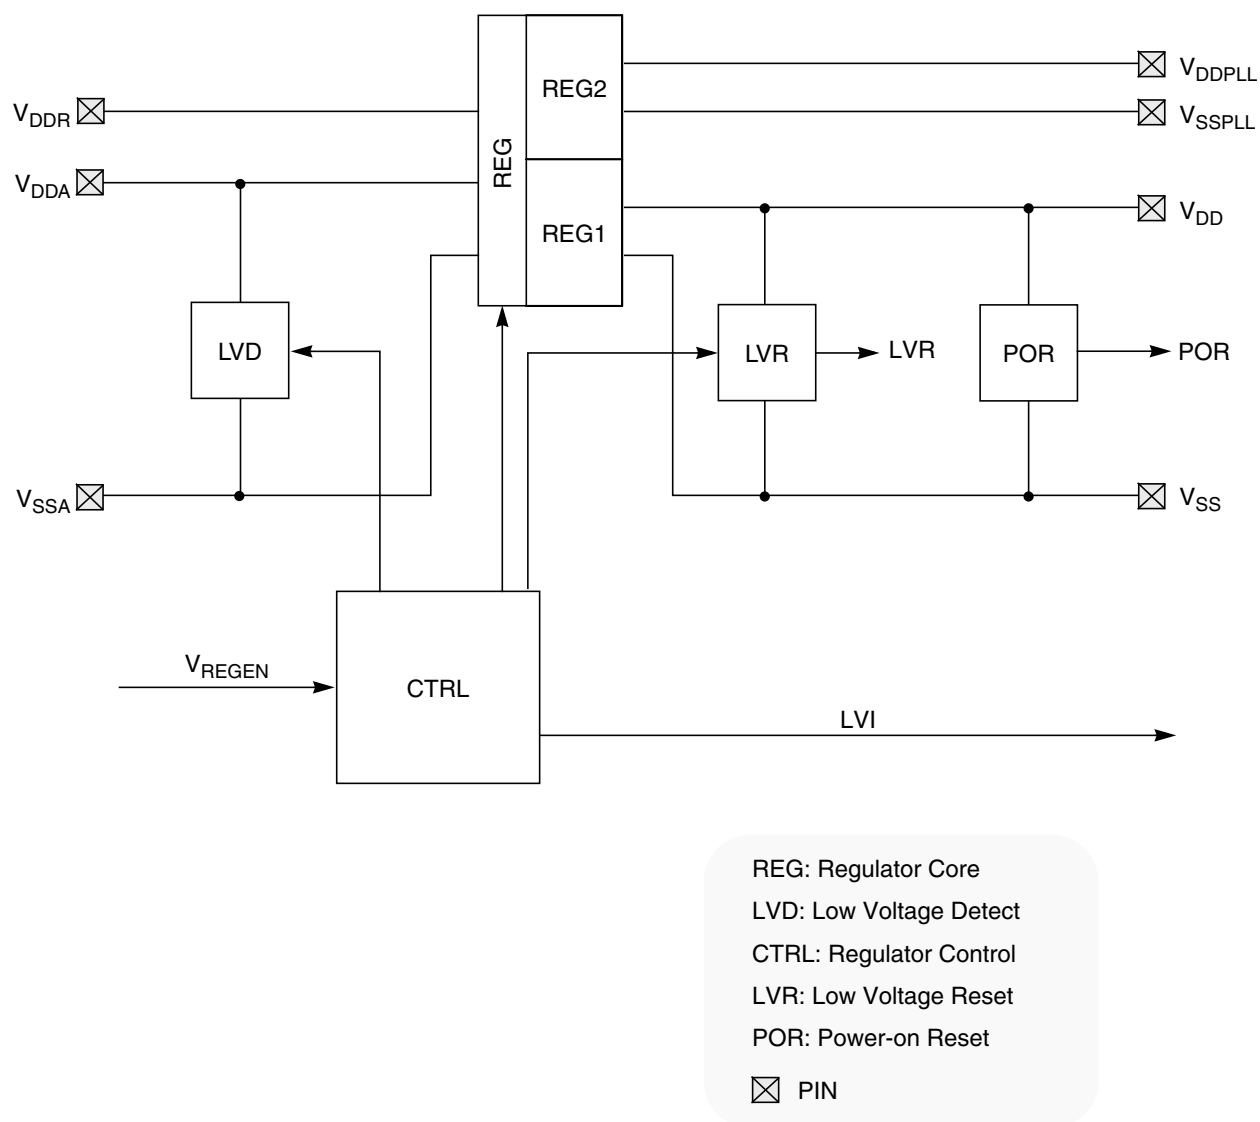 REG2
VDDPLL
VDDR
VSSPLL
REG
VDDA
VDD
REG1
LVD
LVR
LVR
POR
POR
VSSA
VSS
VREGEN
CTRL
LVI
REG: Regulator Core
LVD: Low Voltage Detect
CTRL: Regulator Control
LVR: Low Voltage Reset
POR: Power-on Reset
PIN